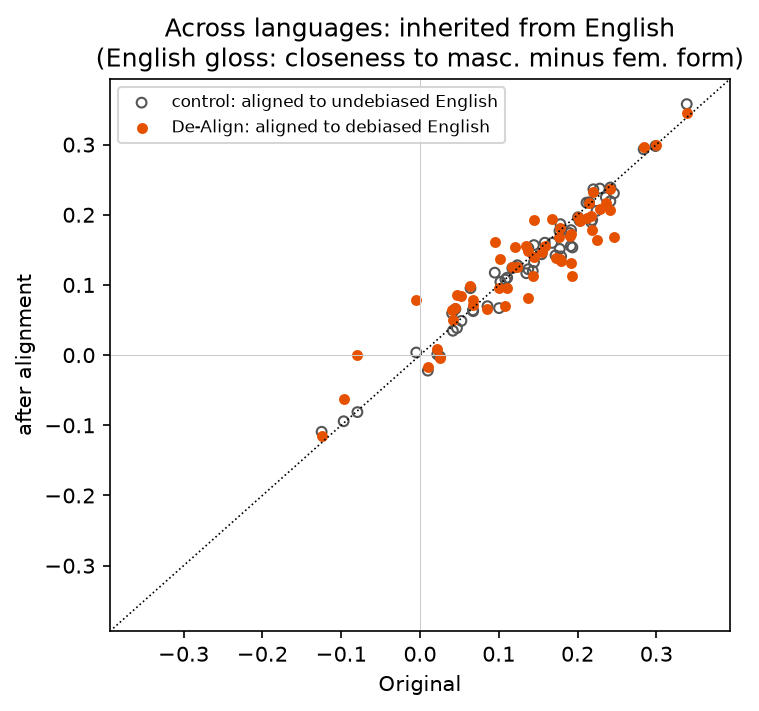 Across languages: inherited from English
(English gloss: closeness to masc. minus fem. form)
control: aligned to undebiased English
De-Align: aligned to debiased English
0.3
0.2
0.1
0.0
−0.1
−0.2
−0.3
after alignment
−0.3 −0.2 −0.1 0.0 0.1 0.2 0.3
Original